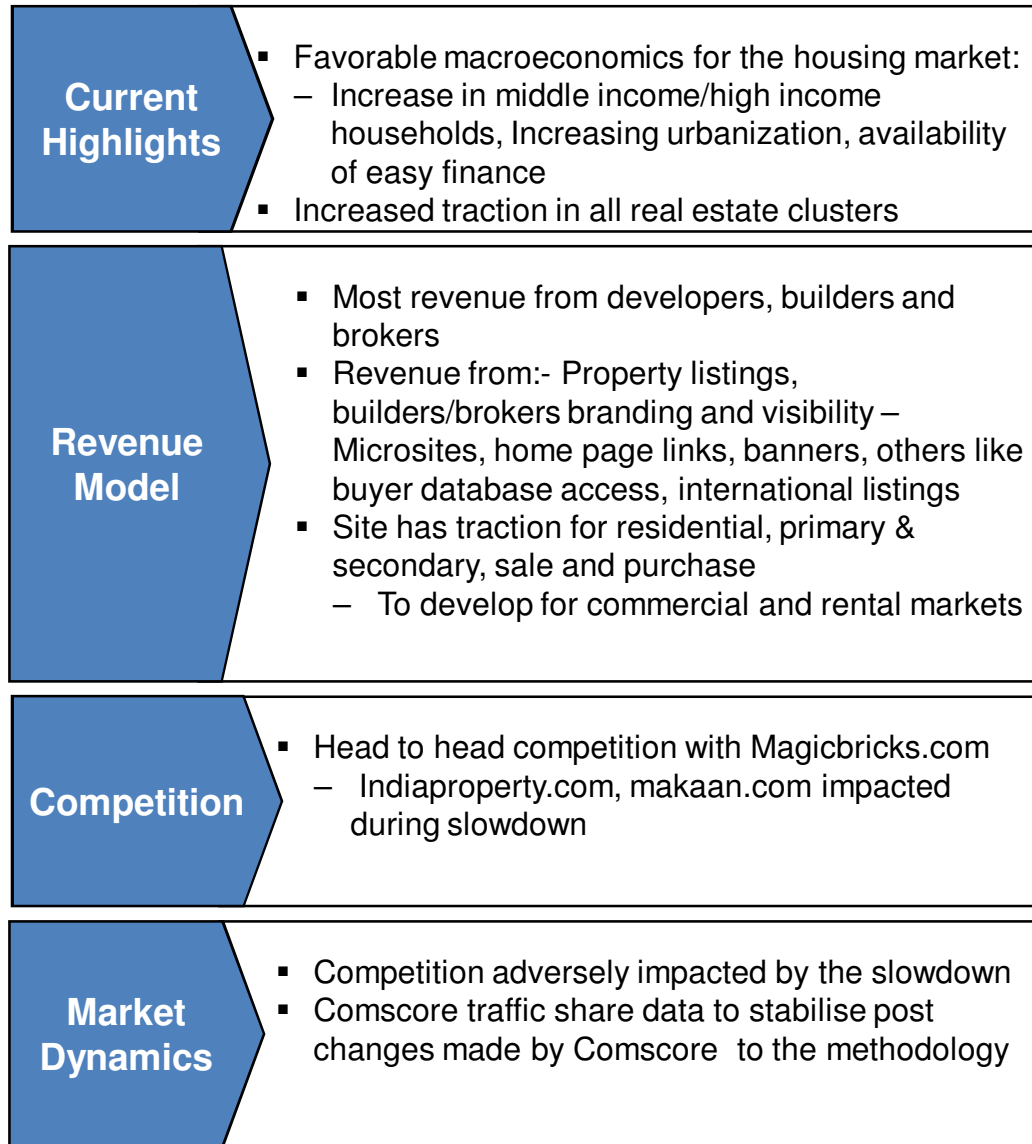 Current
Highlights
▪ Favorable macroeconomics for the housing market:
– Increase in middle income/high income
households, Increasing urbanization, availability
of easy finance
▪ Increased traction in all real estate clusters
Revenue
Model
▪ Most revenue from developers, builders and
brokers
▪ Revenue from:- Property listings,
builders/brokers branding and visibility –
Microsites, home page links, banners, others like
buyer database access, international listings
▪ Site has traction for residential, primary &
secondary, sale and purchase
– To develop for commercial and rental markets
Competition
▪ Head to head competition with Magicbricks.com
– Indiaproperty.com, makaan.com impacted
during slowdown
Market
Dynamics
▪ Competition adversely impacted by the slowdown
▪ Comscore traffic share data to stabilise post
changes made by Comscore to the methodology